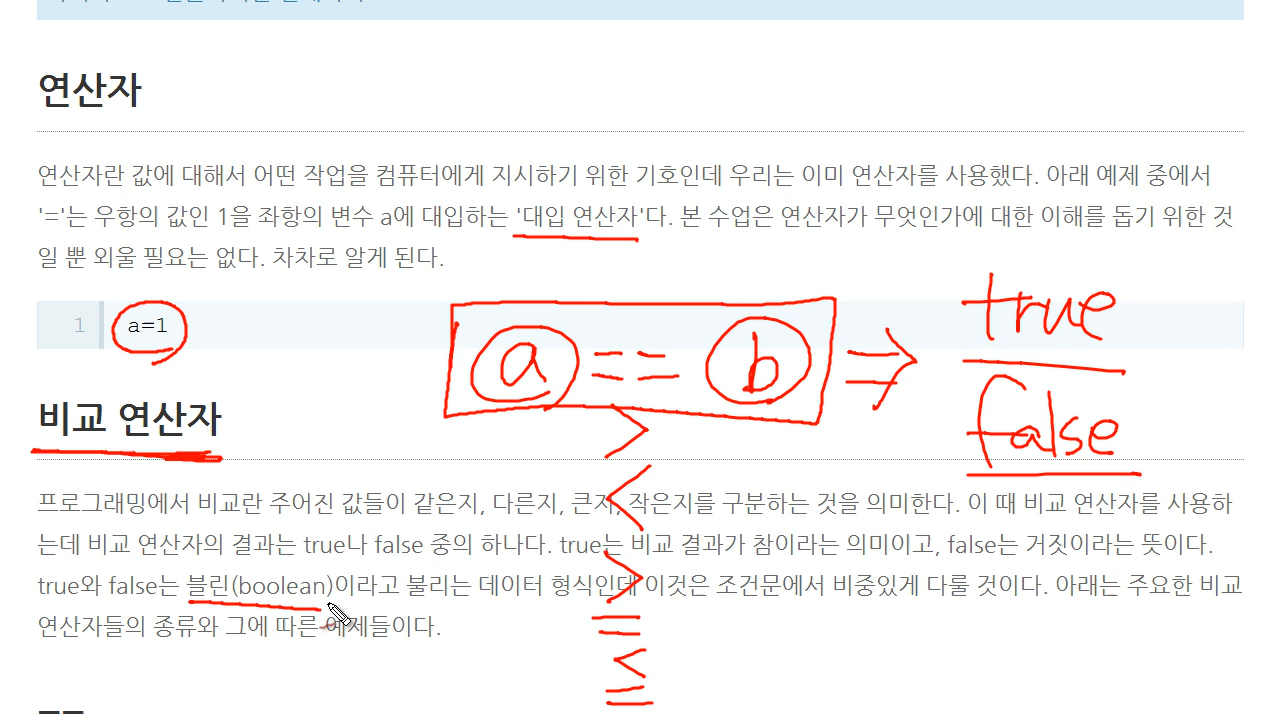 연산자
연산자란 값에 대해서 어떤 작업을 컴퓨터에게 지시하기 위한 기호인데 우리는 이미 연산자를 사용했다. 아래 예제 중에서
'='는 우항의 값인 1을 좌항의 변수 a에 대입하는 '대입 연산자'다. 본 수업은 연산자가 무엇인가에 대한 이해를 돕기 위한 것
일 뿐 외울 필요는 없다. 차차로 알게 된다.
1 a=1
a == b ⇒ true
false
>
<
>=
<=
비교 연산자
프로그래밍에서 비교란 주어진 값들이 같은지, 다른지, 큰지, 작은지를 구분하는 것을 의미한다. 이 때 비교 연산자를 사용하
는데 비교 연산자의 결과는 true나 false 중의 하나다. true는 비교 결과가 참이라는 의미이고, false는 거짓이라는 뜻이다.
true와 false는 불린(boolean)이라고 불리는 데이터 형식인데 이것은 조건문에서 비중있게 다룰 것이다. 아래는 주요한 비교
연산자들의 종류와 그에 따른 예제들이다.